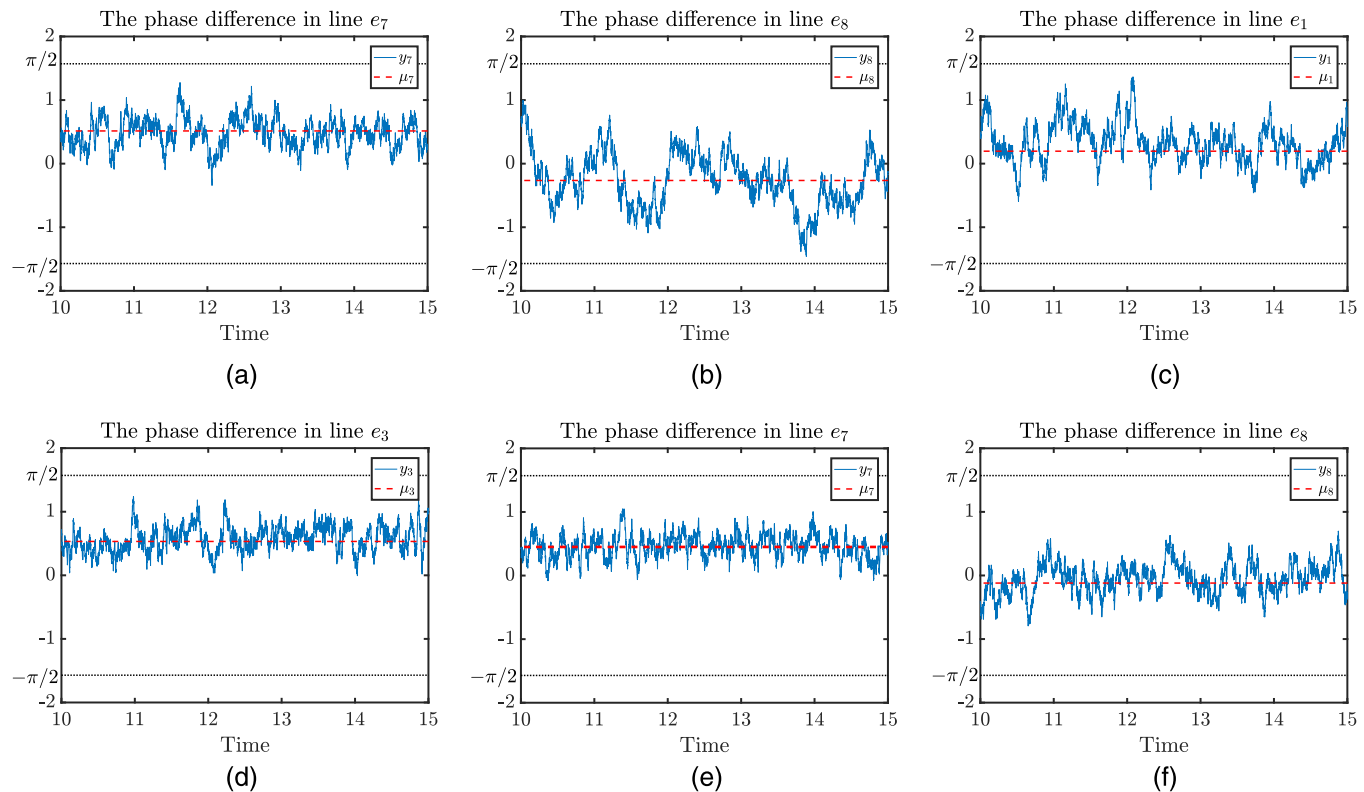 The phase difference in line e₇
2
π/2
1
0
-1
−π/2
-2
y₇
μ₇
10 11 12 13 14 15
Time
(a)
The phase difference in line e₈
2
π/2
1
0
-1
−π/2
-2
y₈
μ₈
10 11 12 13 14 15
Time
(b)
The phase difference in line e₁
2
π/2
1
0
-1
−π/2
-2
y₁
μ₁
10 11 12 13 14 15
Time
(c)
The phase difference in line e₃
2
π/2
1
0
-1
−π/2
-2
y₃
μ₃
10 11 12 13 14 15
Time
(d)
The phase difference in line e₇
2
π/2
1
0
-1
−π/2
-2
y₇
μ₇
10 11 12 13 14 15
Time
(e)
The phase difference in line e₈
2
π/2
1
0
-1
−π/2
-2
y₈
μ₈
10 11 12 13 14 15
Time
(f)